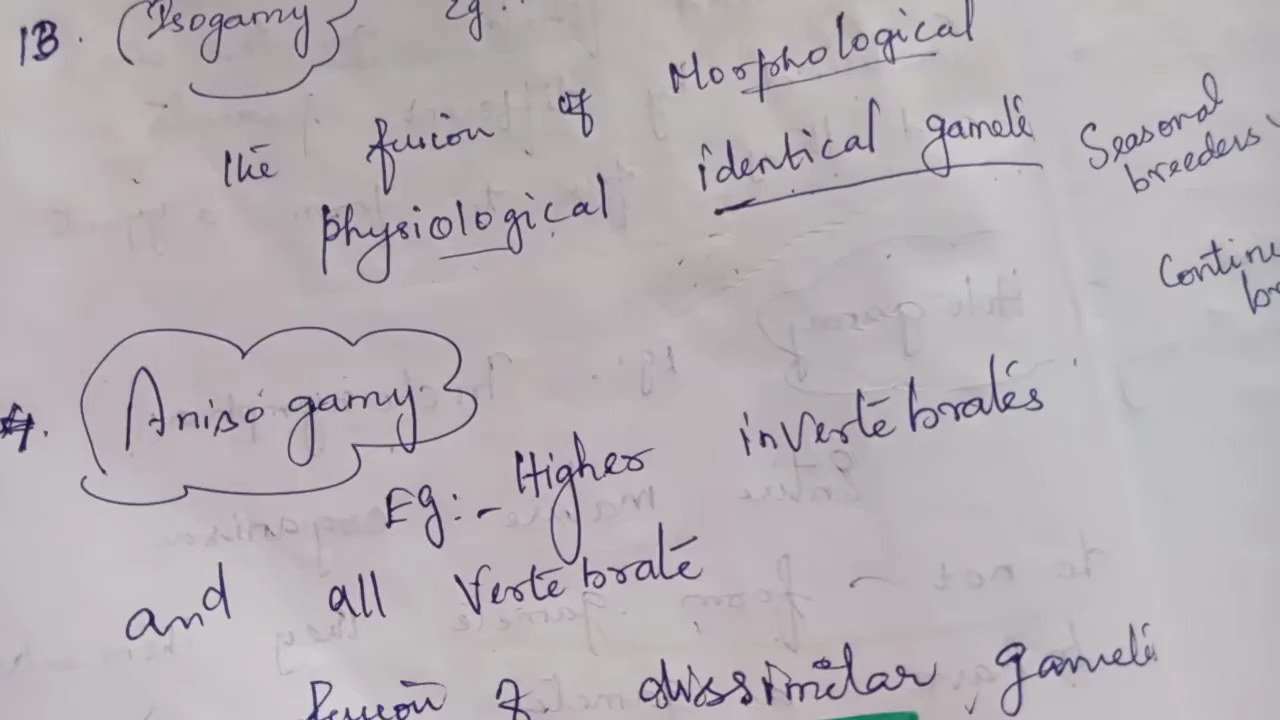 13. Isogamy Eg:
The fusion of Morphological
physiological identical gamete
Seasonal
breeders
4. Anisogamy
Eg:- Higher invertebrates
and all Vertebrate
fusion of dissimilar gamete